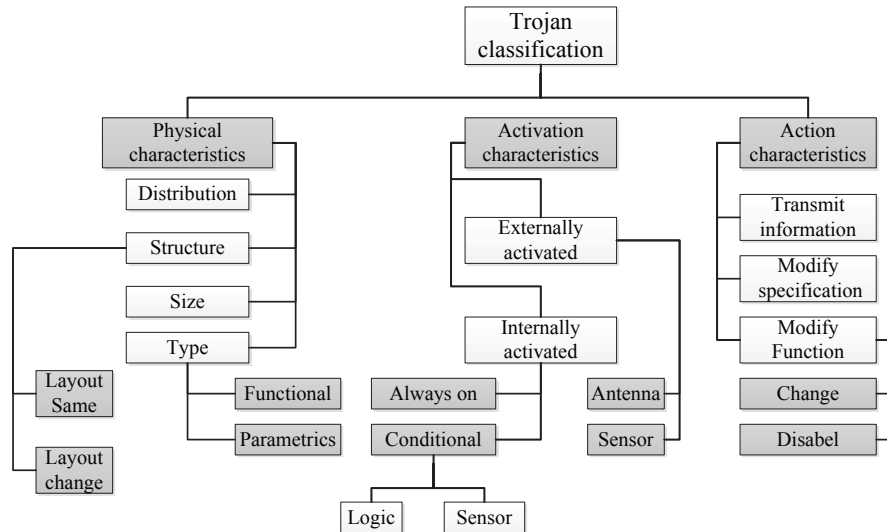 Trojan
classification
Physical
characteristics
Activation
characteristics
Action
characteristics
Distribution
Structure
Size
Type
Externally
activated
Internally
activated
Transmit
information
Modify
specification
Modify
Function
Layout
Same
Layout
change
Functional
Parametrics
Always on
Conditional
Antenna
Sensor
Change
Disabel
Logic
Sensor